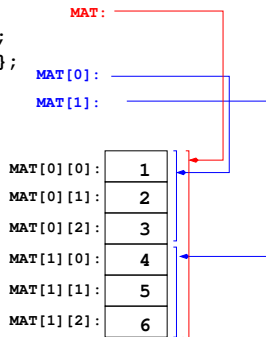 MAT:
;
};
MAT[0]:
MAT[1]:
MAT[0][0]: 1
MAT[0][1]: 2
MAT[0][2]: 3
MAT[1][0]: 4
MAT[1][1]: 5
MAT[1][2]: 6